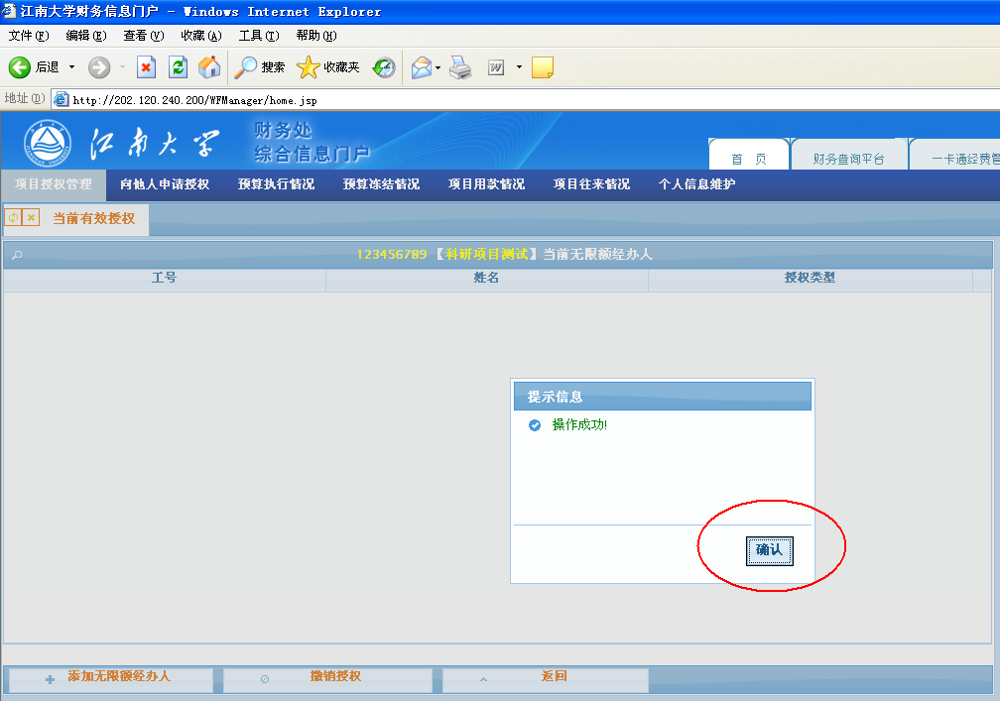 江南大学财务信息门户 - Windows Internet Explorer
文件(F) 编辑(E) 查看(V) 收藏(A) 工具(T) 帮助(H)
后退 搜索 收藏夹
地址(D) http://202.120.240.200/WFManager/home.jsp
江南大学
财务处
综合信息门户
首 页 财务查询平台 一卡通经费管
项目授权管理 向他人申请授权 预算执行情况 预算冻结情况 项目用款情况 项目往来情况 个人信息维护
当前有效授权
123456789 【科研项目测试】当前无限额经办人
工号 姓名 授权类型
提示信息
操作成功!
确认
添加无限额经办人 撤销授权 返回